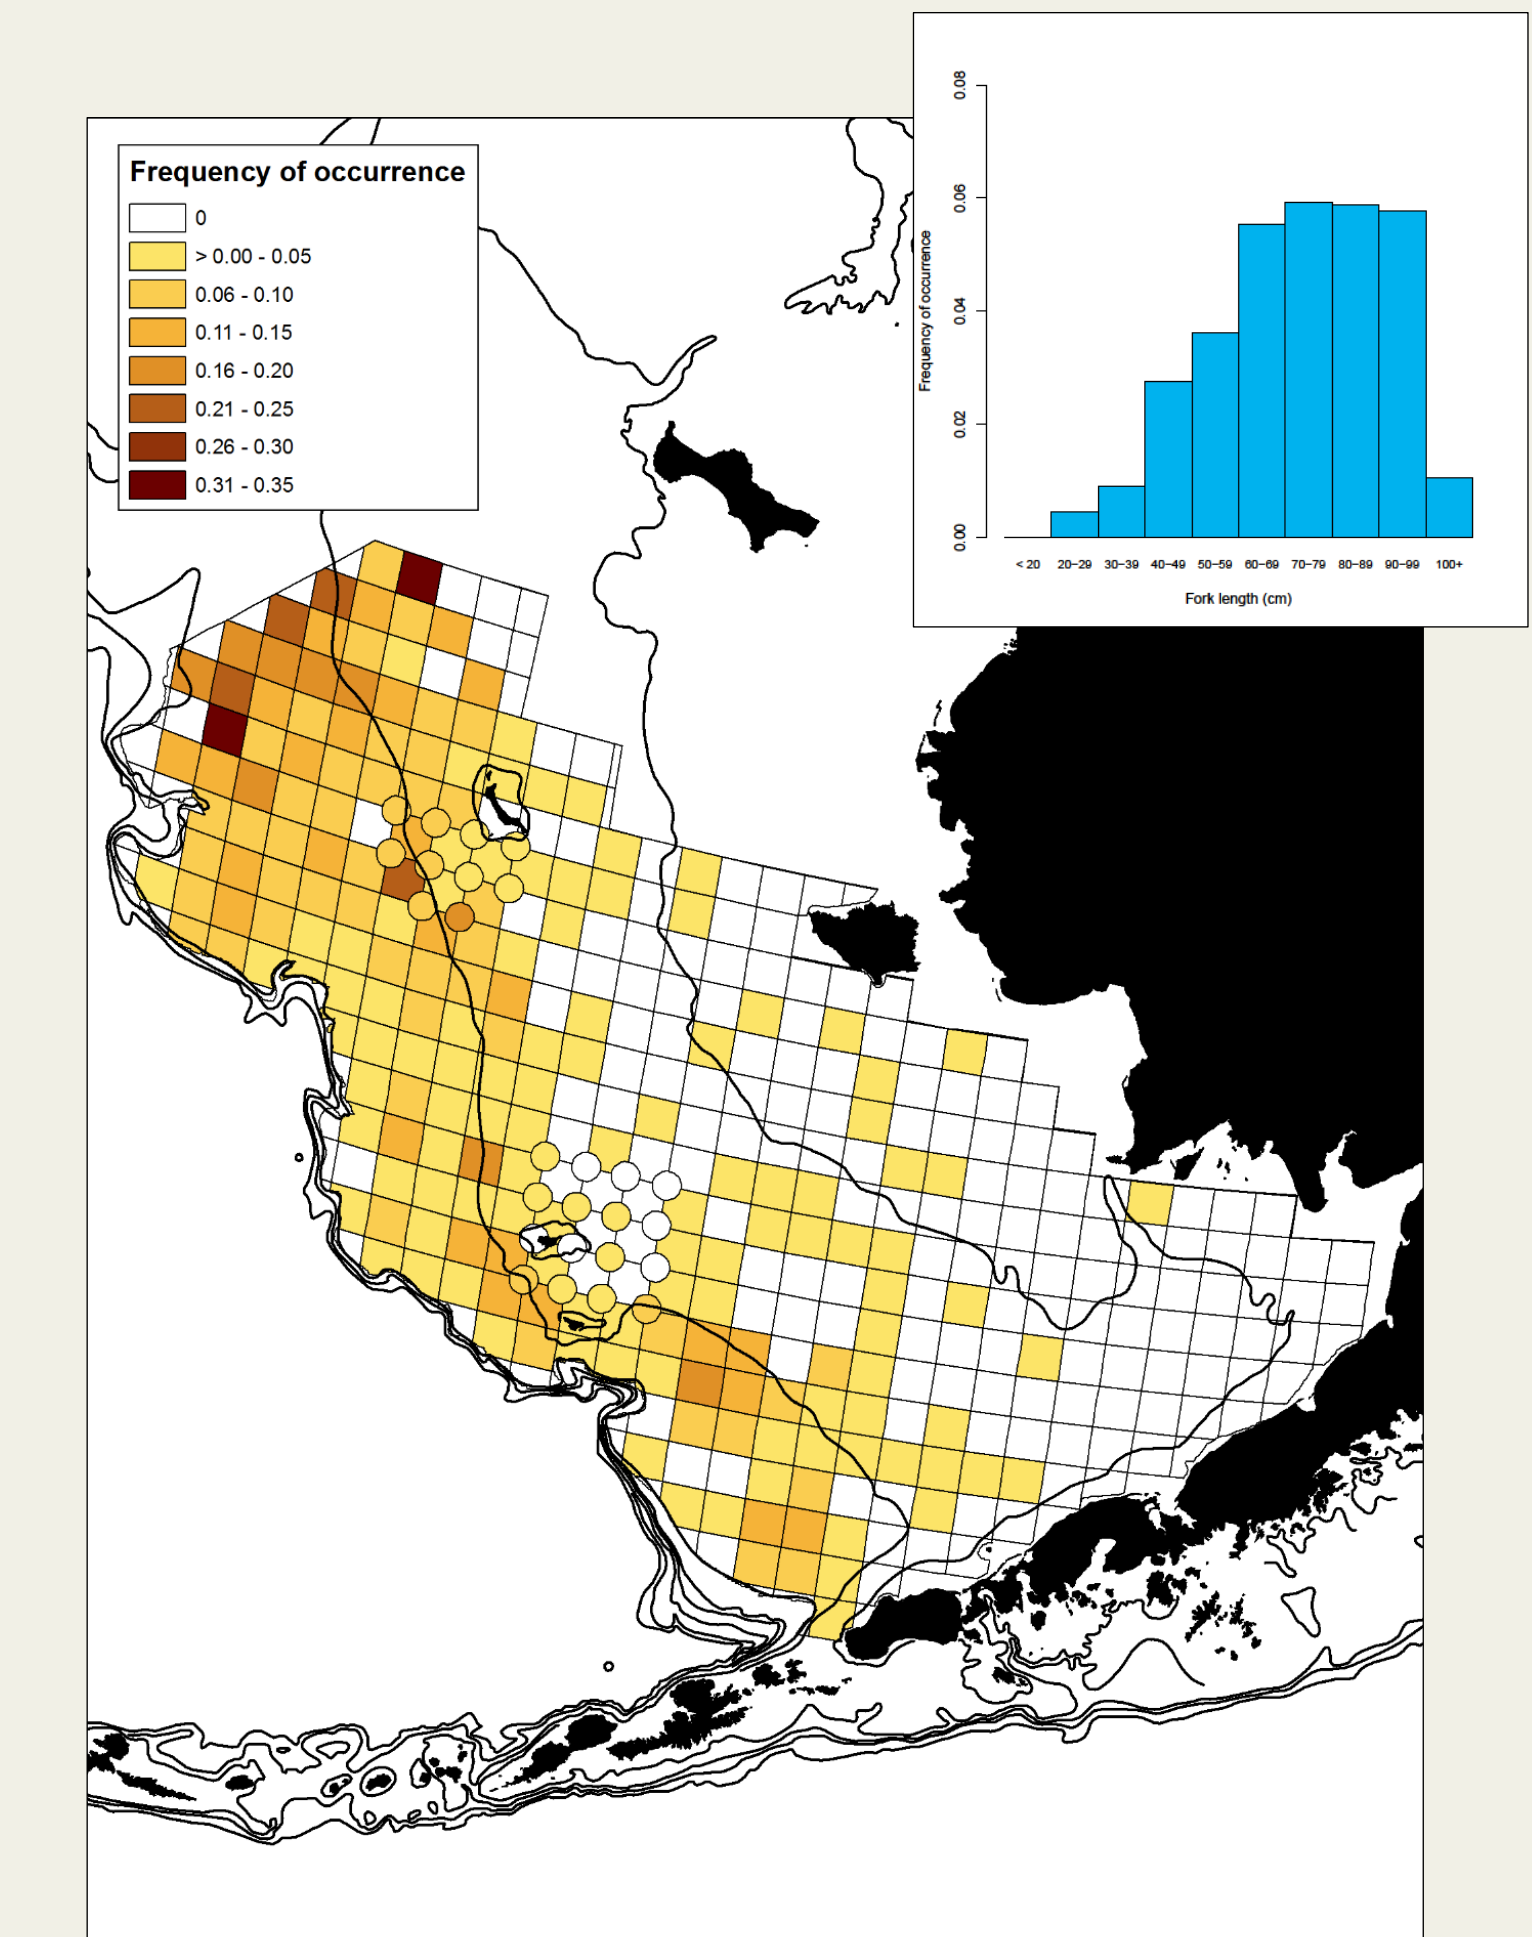 Frequency of occurrence
0
> 0.00 - 0.05
0.06 - 0.10
0.11 - 0.15
0.16 - 0.20
0.21 - 0.25
0.26 - 0.30
0.31 - 0.35
Frequency of occurrence
0.08
0.06
0.04
0.02
0.00
< 20 20–29 30–39 40–49 50–59 60–69 70–79 80–89 90–99 100+
Fork length (cm)